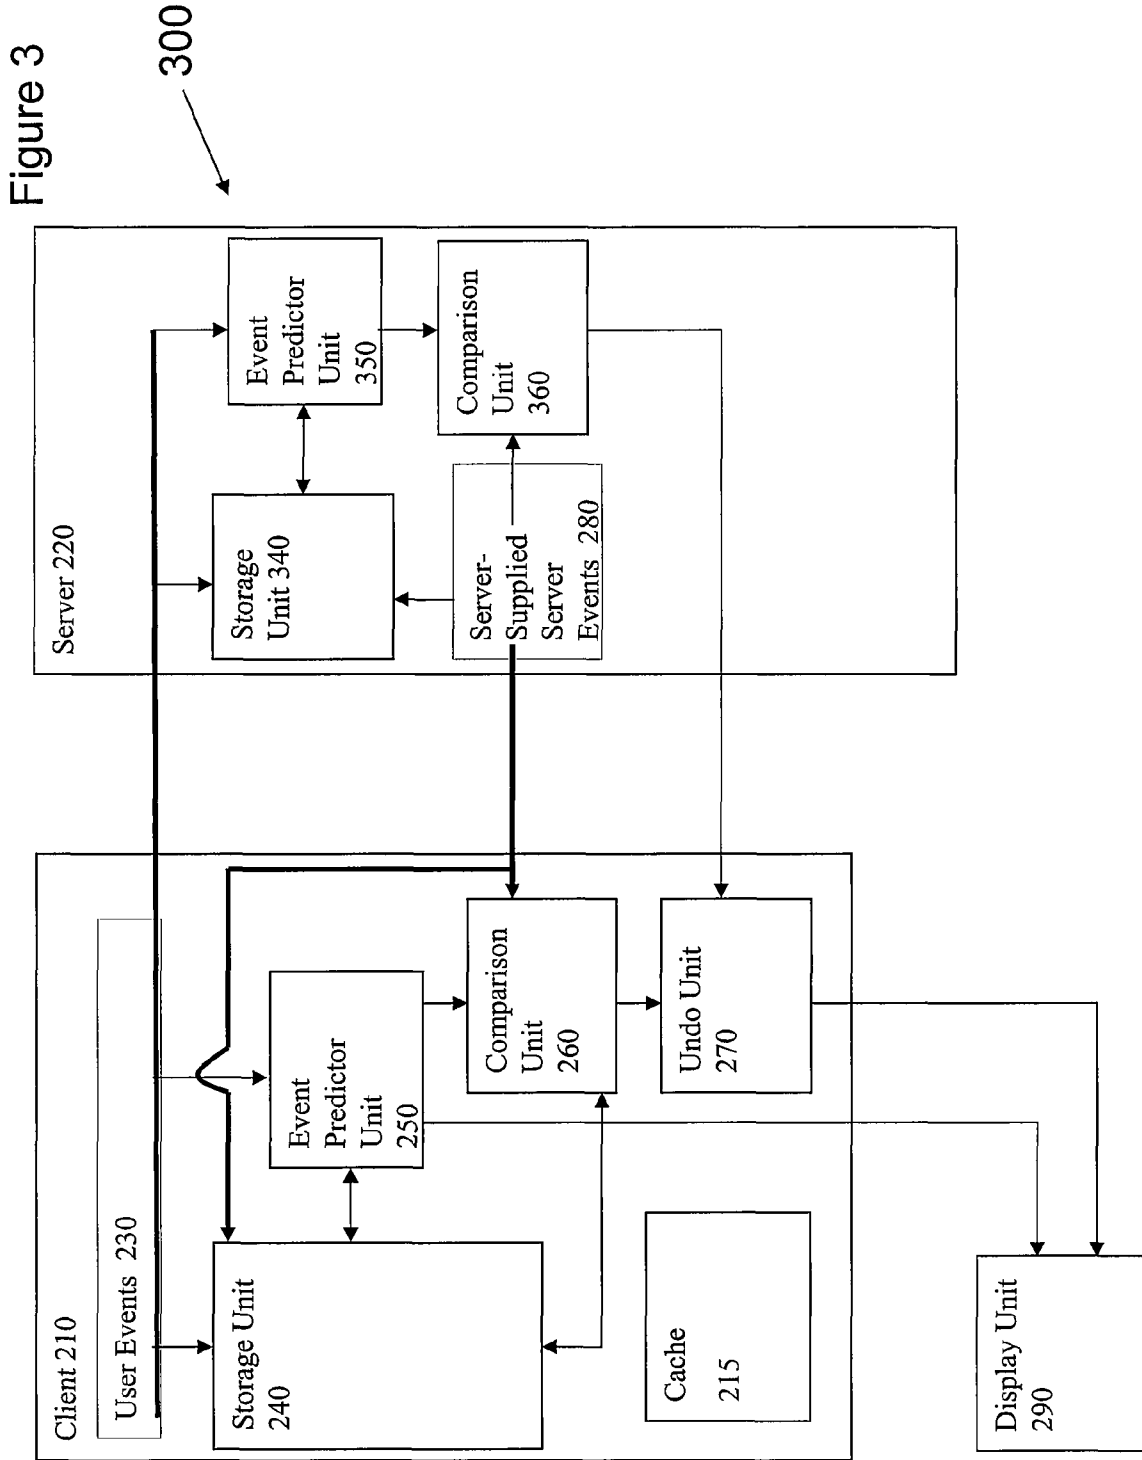 Figure 3
300
Client 210
User Events 230
Storage Unit
240
Event
Predictor
Unit
250
Comparison
Unit
260
Undo Unit
270
Cache
215
Display Unit
290
Server 220
Storage
Unit 340
Event
Predictor
Unit
350
Server-
Supplied
Server
Events 280
Comparison
Unit
360